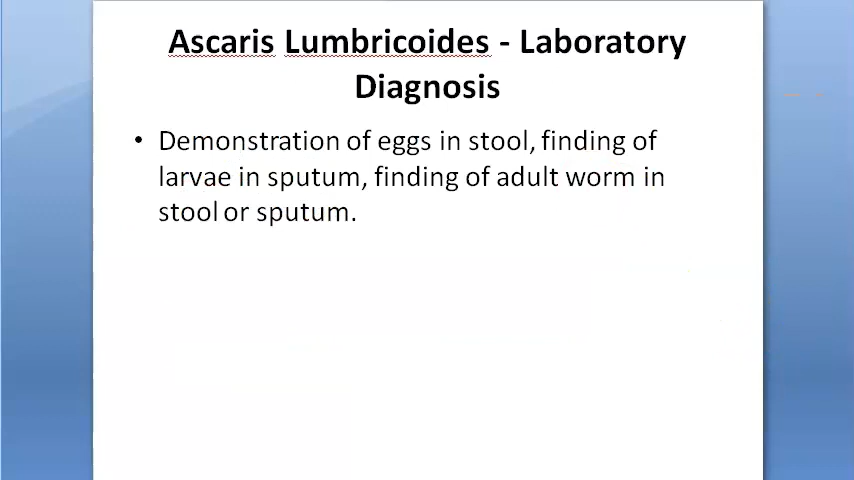 Ascaris Lumbricoides - Laboratory
Diagnosis
• Demonstration of eggs in stool, finding of
larvae in sputum, finding of adult worm in
stool or sputum.